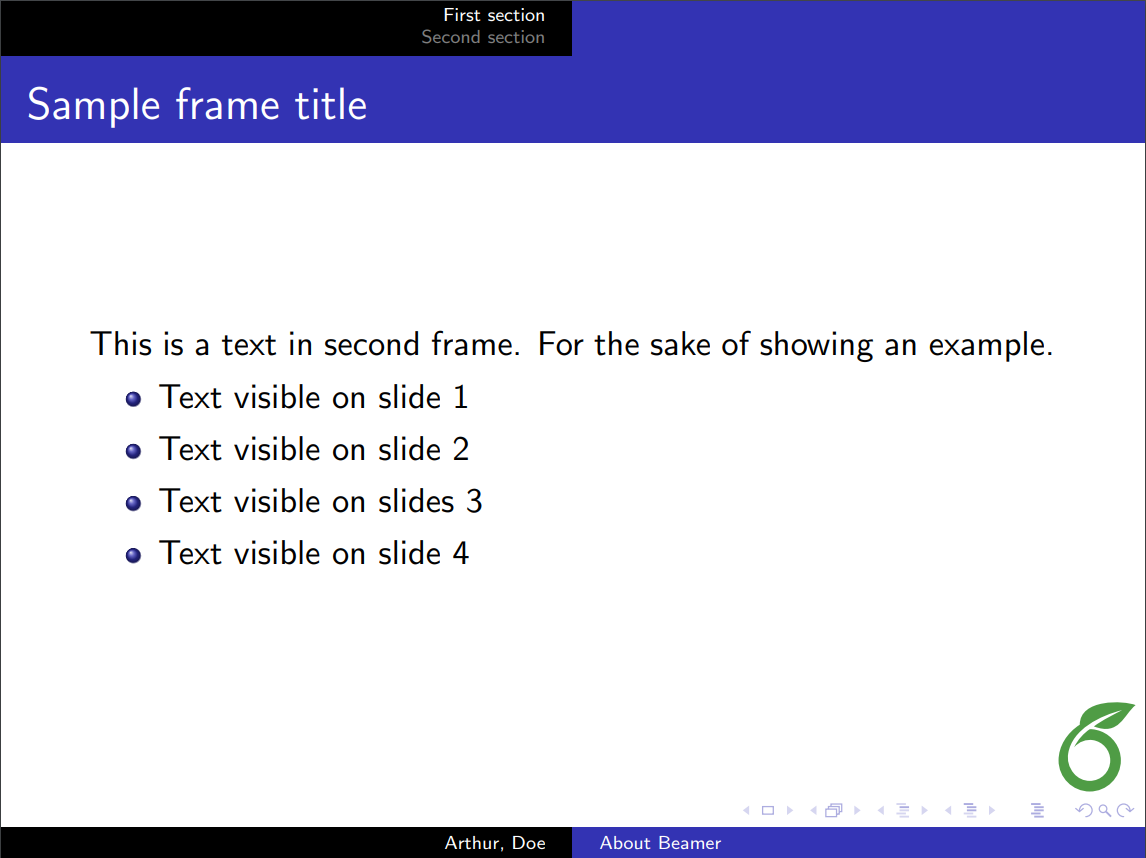 First section
Second section
Sample frame title
This is a text in second frame. For the sake of showing an example.
Text visible on slide 1
Text visible on slide 2
Text visible on slides 3
Text visible on slide 4
Arthur, Doe
About Beamer